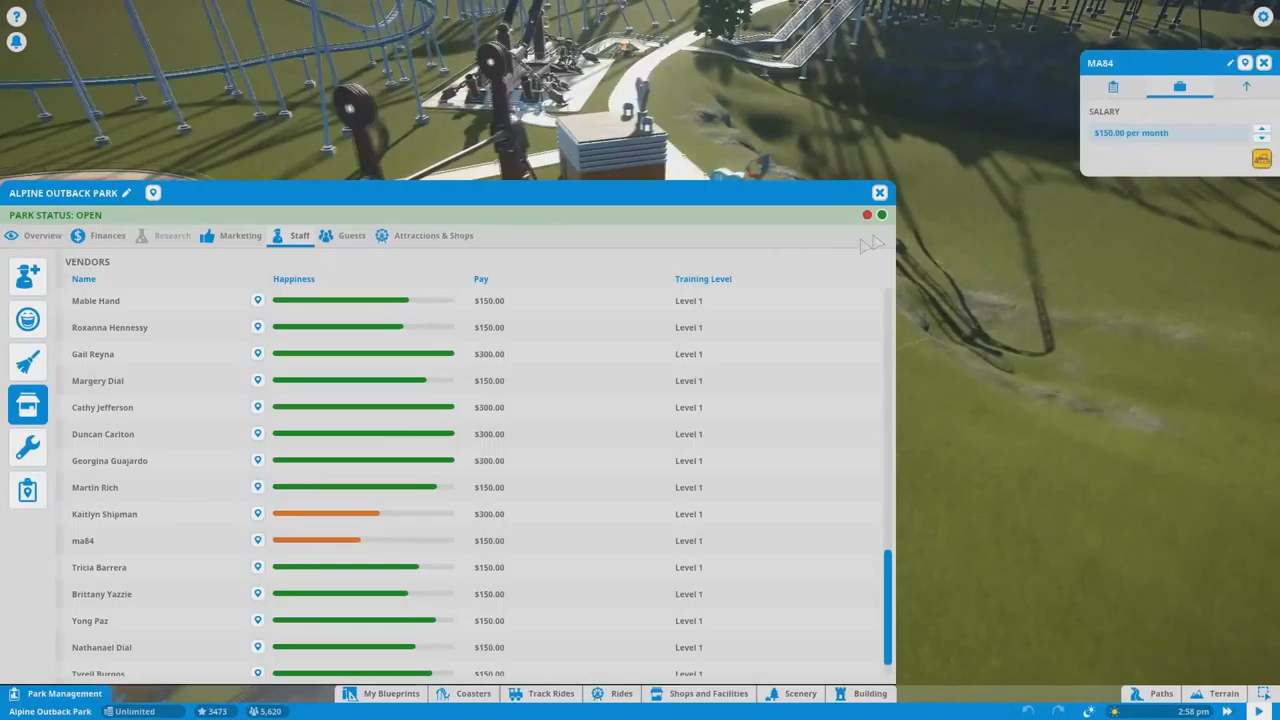 MA84
SALARY
$150.00 per month
ALPINE OUTBACK PARK
PARK STATUS: OPEN
Overview Finances Research Marketing Staff Guests Attractions & Shops
VENDORS
Name Happiness Pay Training Level
Mable Hand $150.00 Level 1
Roxanna Hennessy $150.00 Level 1
Gail Reyna $300.00 Level 1
Margery Dial $150.00 Level 1
Cathy Jefferson $300.00 Level 1
Duncan Carlton $300.00 Level 1
Georgina Guajardo $300.00 Level 1
Martin Rich $150.00 Level 1
Kaitlyn Shipman $300.00 Level 1
ma84 $150.00 Level 1
Tricia Barrera $150.00 Level 1
Brittany Yazzie $150.00 Level 1
Yong Paz $150.00 Level 1
Nathanael Dial $150.00 Level 1
Tyrell Burgos $150.00 Level 1
Park Management My Blueprints Coasters Track Rides Rides Shops and Facilities Scenery Building Paths Terrain
Alpine Outback Park Unlimited 3473 5,620 2:58 pm